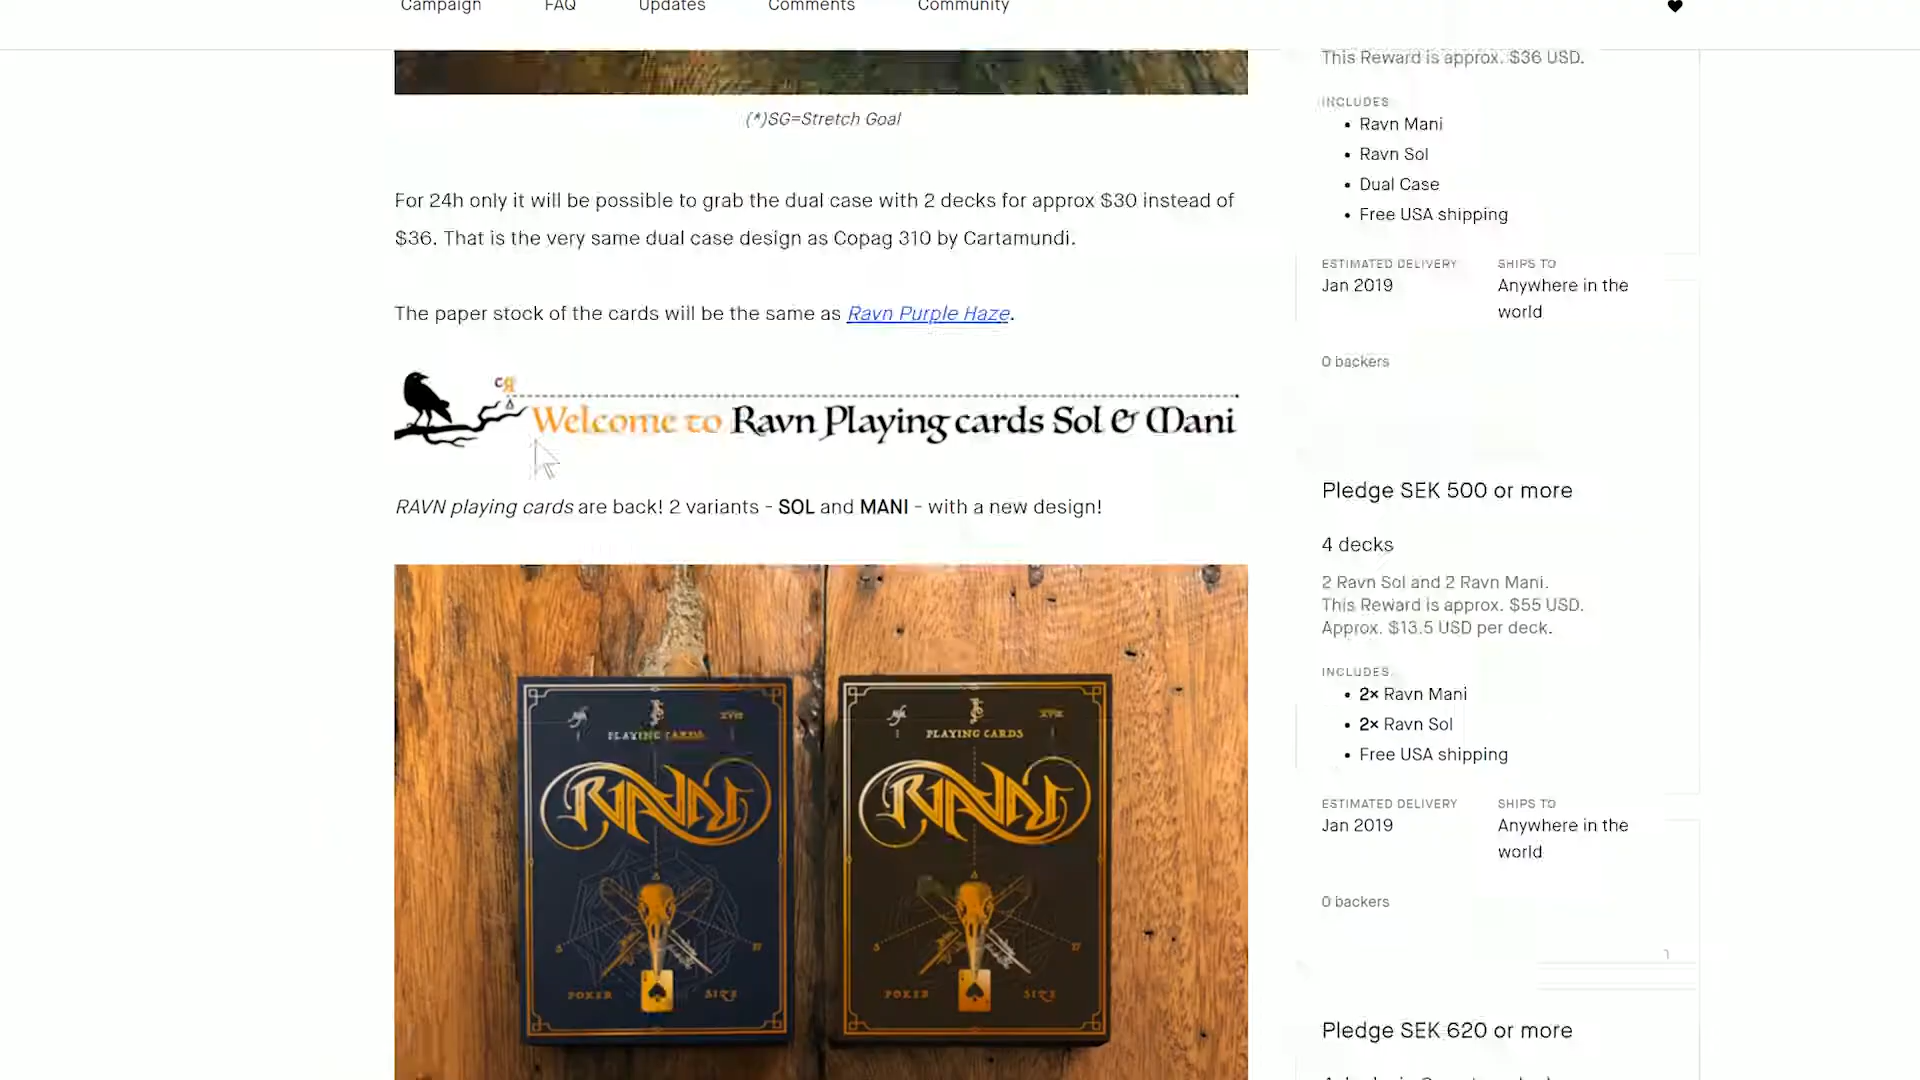 Campaign
FAQ
Updates
Comments
Community
(*)SG=Stretch Goal
For 24h only it will be possible to grab the dual case with 2 decks for approx $30 instead of
$36. That is the very same dual case design as Copag 310 by Cartamundi.
The paper stock of the cards will be the same as Ravn Purple Haze.
Welcome to Ravn Playing cards Sol & Mani
RAVN playing cards are back! 2 variants - SOL and MANI - with a new design!
PLAYING CARDS
RAVN
POKER SIZE
XVIII
PLAYING CARDS
RAVN
POKER SIZE
This Reward is approx. $36 USD.
INCLUDES
• Ravn Mani
• Ravn Sol
• Dual Case
• Free USA shipping
ESTIMATED DELIVERY
Jan 2019
SHIPS TO
Anywhere in the
world
0 backers
Pledge SEK 500 or more
4 decks
2 Ravn Sol and 2 Ravn Mani.
This Reward is approx. $55 USD.
Approx. $13.5 USD per deck.
INCLUDES
• 2× Ravn Mani
• 2× Ravn Sol
• Free USA shipping
ESTIMATED DELIVERY
Jan 2019
SHIPS TO
Anywhere in the
world
0 backers
Pledge SEK 620 or more